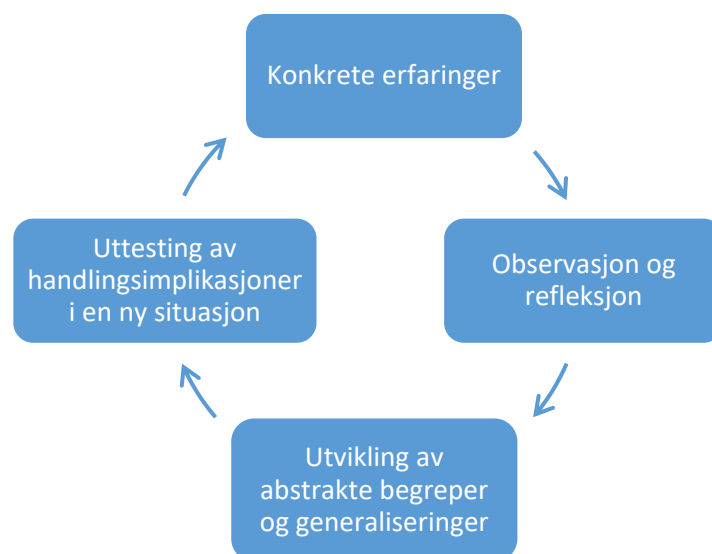 Konkrete erfaringer
Observasjon og
refleksjon
Utvikling av
abstrakte begreper
og generaliseringer
Uttesting av
handlingsimplikasjoner
i en ny situasjon